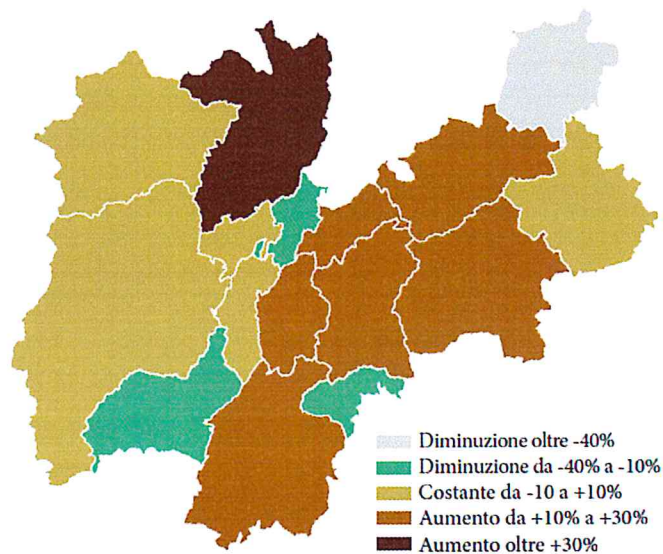 Diminuzione oltre -40%
Diminuzione da -40% a -10%
Costante da -10 a +10%
Aumento da +10% a +30%
Aumento oltre +30%